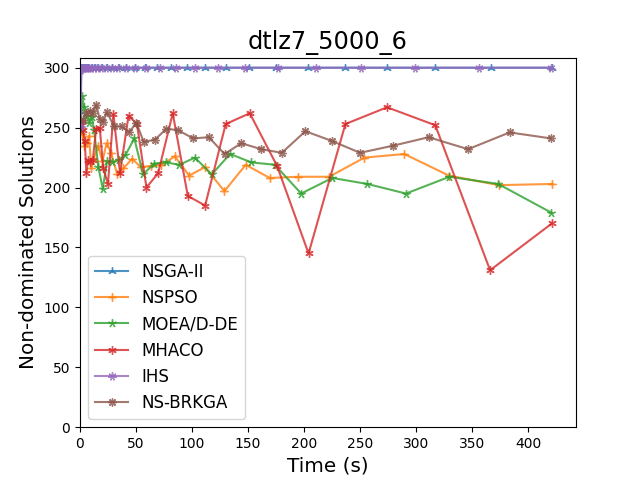 dtlz7_5000_6
Non-dominated Solutions
300
250
200
150
100
50
0
NSGA-II
NSPSO
MOEA/D-DE
MHACO
IHS
NS-BRKGA
0 50 100 150 200 250 300 350 400
Time (s)